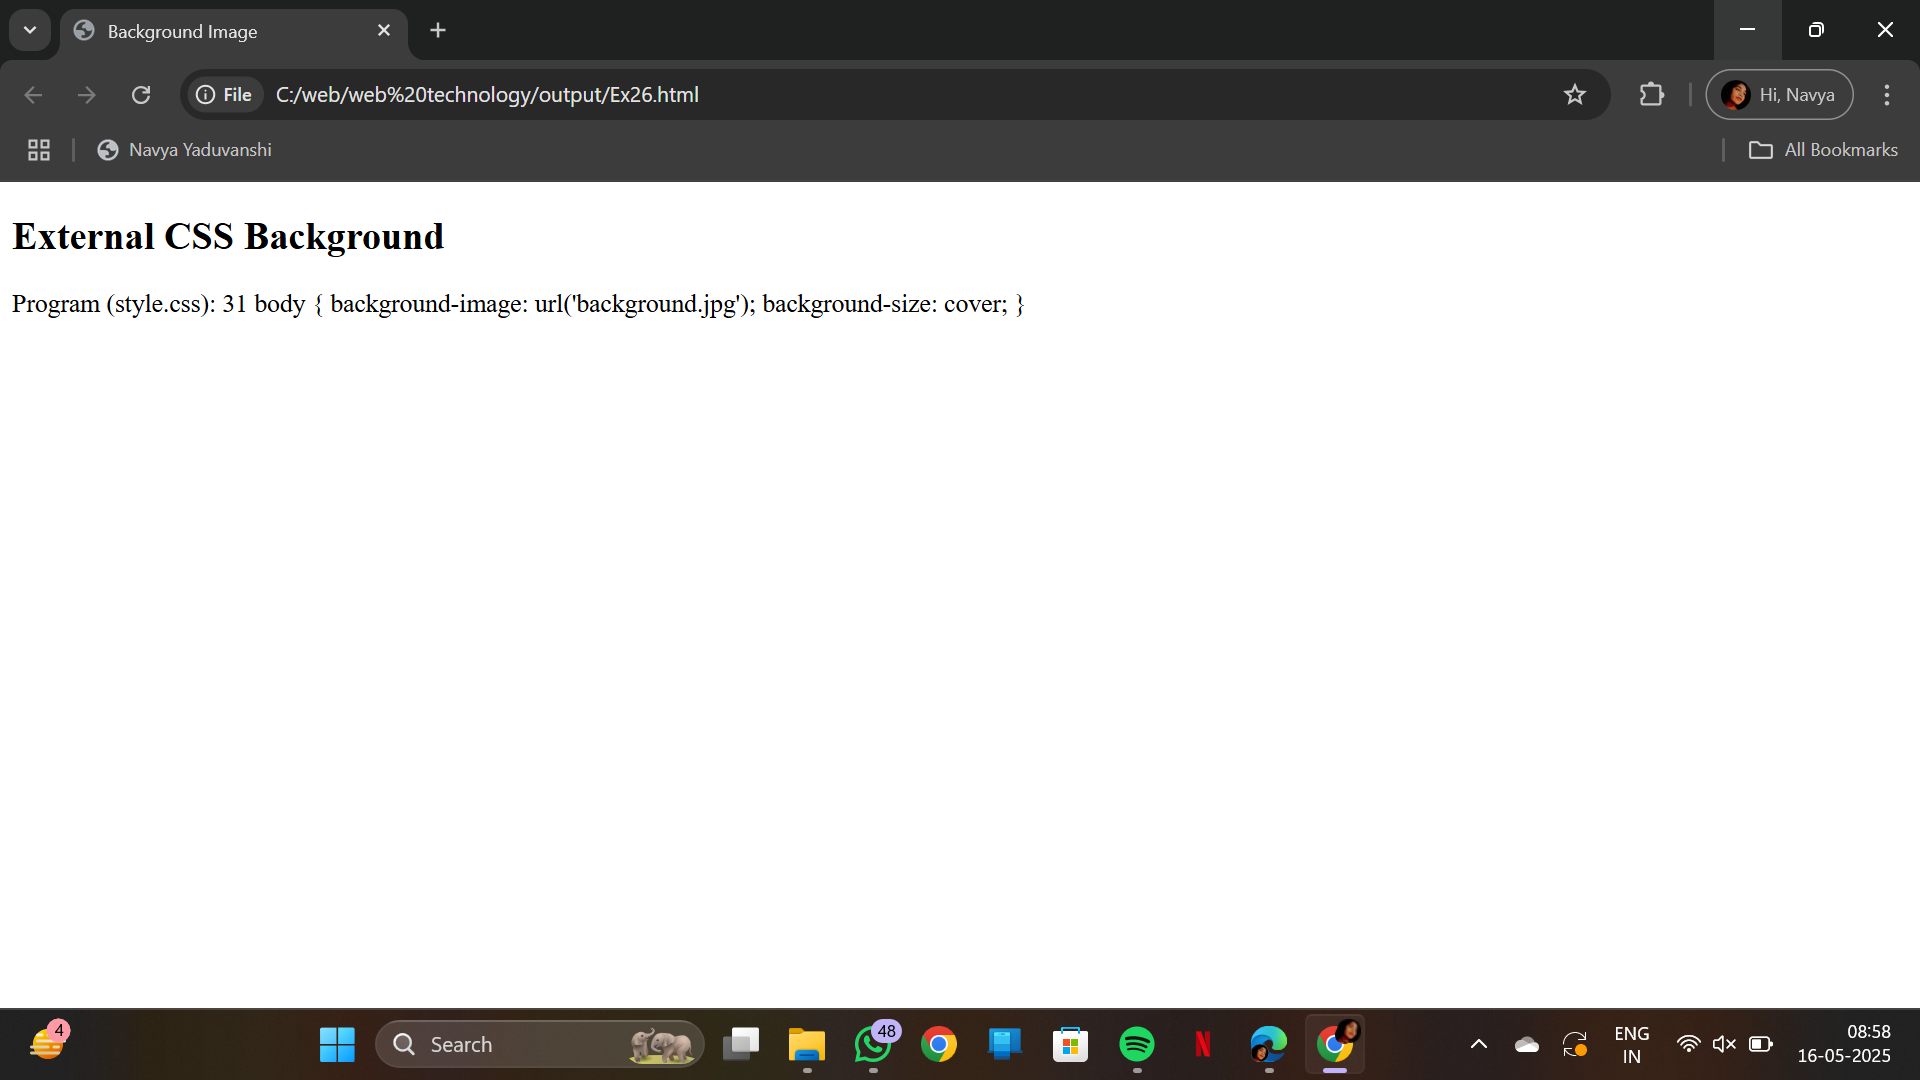 Background Image
File
C:/web/web%20technology/output/Ex26.html
Hi, Navya
Navya Yaduvanshi
All Bookmarks
External CSS Background
Program (style.css): 31 body { background-image: url('background.jpg'); background-size: cover; }
4
Search
48
N
ENG
IN
08:58
16-05-2025